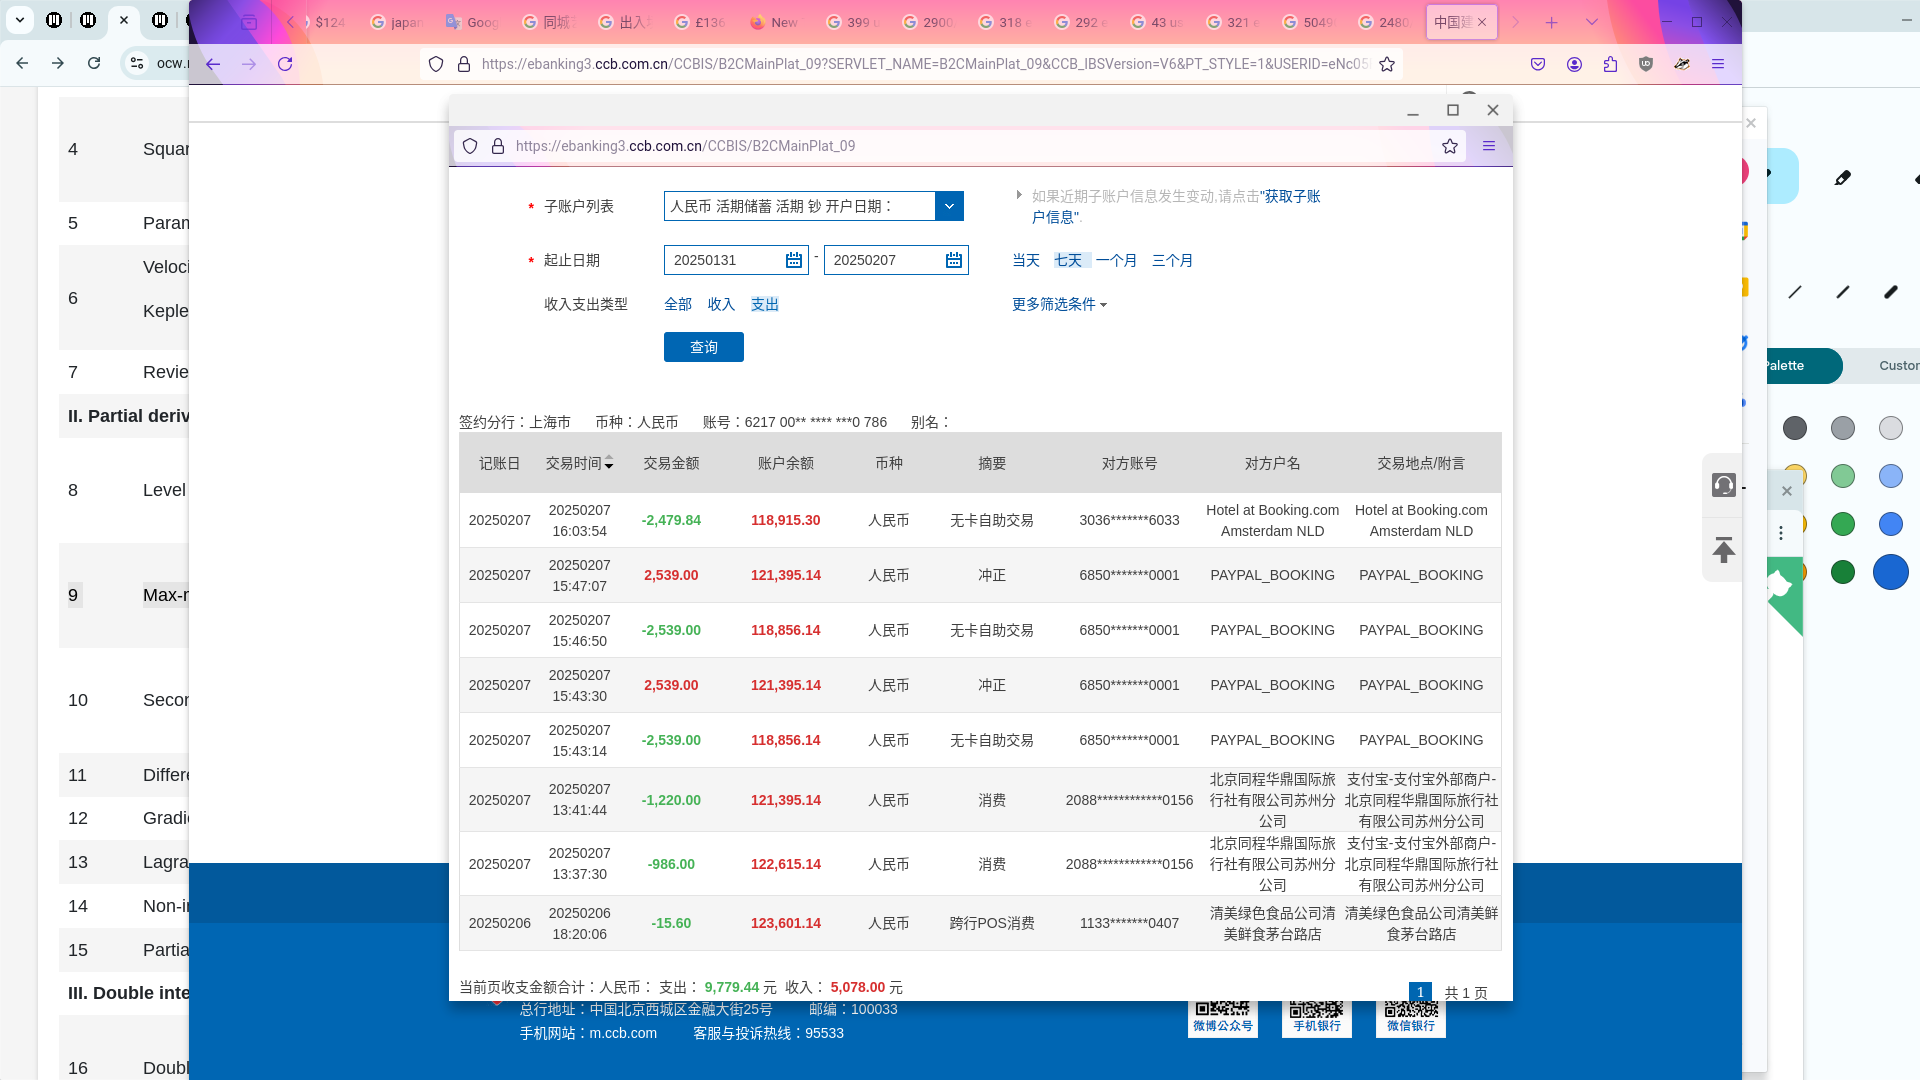 $124
japan
Goog
同城
出入
£136
New
399 u
2900
318 e
292 e
43 us
321 e
5049
2480
中国建
ocw.
https://ebanking3.ccb.com.cn/CCBIS/B2CMainPlat_09?SERVLET_NAME=B2CMainPlat_09&CCB_IBSVersion=V6&PT_STYLE=1&USERID=eNc05
https://ebanking3.ccb.com.cn/CCBIS/B2CMainPlat_09
4 Squar
5 Param
6 Veloci
Keple
7 Revie
II. Partial deriv
8 Level
9 Max-r
10 Secon
11 Differe
12 Gradie
13 Lagra
14 Non-in
15 Partia
III. Double inte
16 Doubl
* 子账户列表 人民币 活期储蓄 活期 钞 开户日期：
如果近期子账户信息发生变动,请点击"获取子账
户信息".
* 起止日期 20250131 - 20250207 当天 七天 一个月 三个月
收入支出类型 全部 收入 支出 更多筛选条件
查询
签约分行：上海市 币种：人民币 账号：6217 00** **** ***0 786 别名：
记账日 交易时间 交易金额 账户余额 币种 摘要 对方账号 对方户名 交易地点/附言
20250207 20250207 16:03:54 -2,479.84 118,915.30 人民币 无卡自助交易 3036*******6033 Hotel at Booking.com Amsterdam NLD Hotel at Booking.com Amsterdam NLD
20250207 20250207 15:47:07 2,539.00 121,395.14 人民币 冲正 6850*******0001 PAYPAL_BOOKING PAYPAL_BOOKING
20250207 20250207 15:46:50 -2,539.00 118,856.14 人民币 无卡自助交易 6850*******0001 PAYPAL_BOOKING PAYPAL_BOOKING
20250207 20250207 15:43:30 2,539.00 121,395.14 人民币 冲正 6850*******0001 PAYPAL_BOOKING PAYPAL_BOOKING
20250207 20250207 15:43:14 -2,539.00 118,856.14 人民币 无卡自助交易 6850*******0001 PAYPAL_BOOKING PAYPAL_BOOKING
20250207 20250207 13:41:44 -1,220.00 121,395.14 人民币 消费 2088************0156 北京同程华鼎国际旅行社有限公司苏州分公司 支付宝-支付宝外部商户-北京同程华鼎国际旅行社有限公司苏州分公司
20250207 20250207 13:37:30 -986.00 122,615.14 人民币 消费 2088************0156 北京同程华鼎国际旅行社有限公司苏州分公司 支付宝-支付宝外部商户-北京同程华鼎国际旅行社有限公司苏州分公司
20250206 20250206 18:20:06 -15.60 123,601.14 人民币 跨行POS消费 1133*******0407 清美绿色食品公司清美鲜食茅台路店 清美绿色食品公司清美鲜食茅台路店
当前页收支金额合计：人民币： 支出： 9,779.44 元 收入： 5,078.00 元
1 共 1 页
总行地址：中国北京西城区金融大街25号 邮编：100033
手机网站：m.ccb.com 客服与投诉热线：95533
微博公众号
手机银行
微信银行
Palette
Custor